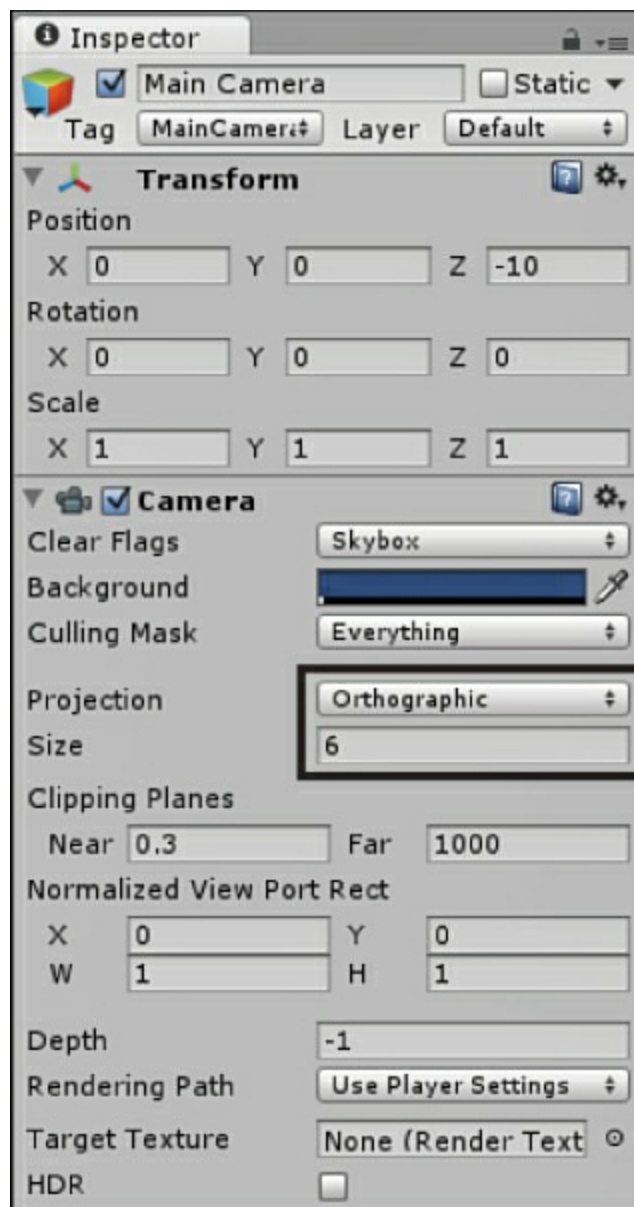 Inspector
Main Camera Static
Tag MainCamera Layer Default
Transform
Position
X 0 Y 0 Z -10
Rotation
X 0 Y 0 Z 0
Scale
X 1 Y 1 Z 1
Camera
Clear Flags Skybox
Background
Culling Mask Everything
Projection Orthographic
Size 6
Clipping Planes
Near 0.3 Far 1000
Normalized View Port Rect
X 0 Y 0
W 1 H 1
Depth -1
Rendering Path Use Player Settings
Target Texture None (Render Text
HDR